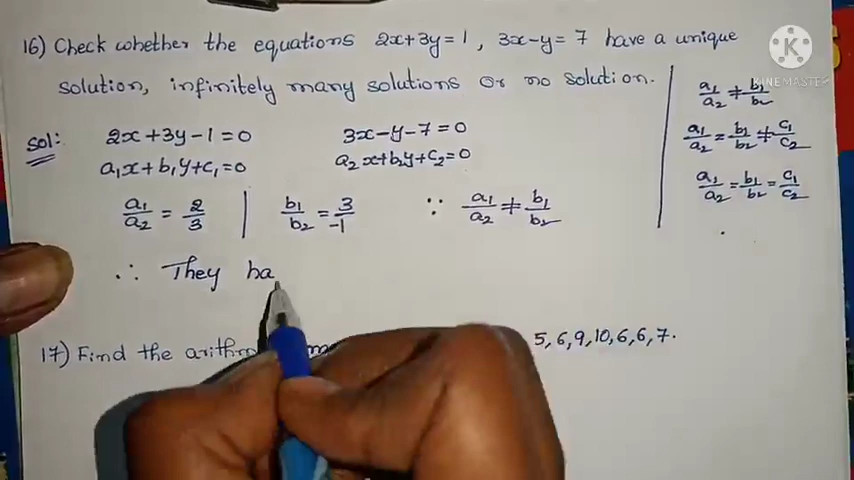 16) Check whether the equations 2x+3y=1, 3x-y=7 have a unique
solution, infinitely many solutions or no solution.
Sol:
2x+3y-1=0
3x-y-7=0
a₁x+b₁y+c₁=0
a₂x+b₂y+c₂=0
a₁/a₂ = 2/3
b₁/b₂ = 3/-1
∵ a₁/a₂ ≠ b₁/b₂
∴ They ha
a₁/a₂ ≠ b₁/b₂
a₁/a₂ = b₁/b₂ ≠ c₁/c₂
a₁/a₂ = b₁/b₂ = c₁/c₂
17) Find the 5,6,9,10,6,6,7.
KINEMASTER